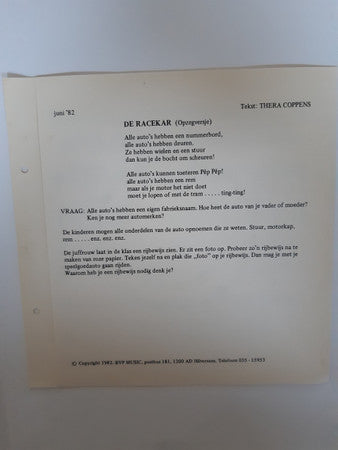 juni '82
Tekst: THERA COPPENS
DE RACEKAR (Opzegversje)
Alle auto's hebben een nummerbord,
alle auto's hebben deuren.
Ze hebben wielen en een stuur
dan kun je de bocht om scheuren!
Alle auto's kunnen toeteren Pèp Pèp!
alle auto's hebben een rem
maar als je motor het niet doet
moet je lopen of met de tram . . . . . ting-ting!
VRAAG: Alle auto's hebben een eigen fabrieksnaam. Hoe heet de auto van je vader of moeder?
Ken je nog meer automerken?
De kinderen mogen alle onderdelen van de auto opnoemen die ze weten. Stuur, motorkap,
rem . . . . . enz. enz. enz.
De juffrouw laat in de klas een rijbewijs zien. Er zit een foto op. Probeer zo'n rijbewijs na te
maken van roze papier. Teken jezelf na en plak die „foto" op je rijbewijs. Dan mag je met je
speelgoedauto gaan rijden.
Waarom heb je een rijbewijs nodig denk je?
© Copyright 1982. BVP MUSIC, postbus 181, 1200 AD Hilversum, Telefoon 035 - 15953